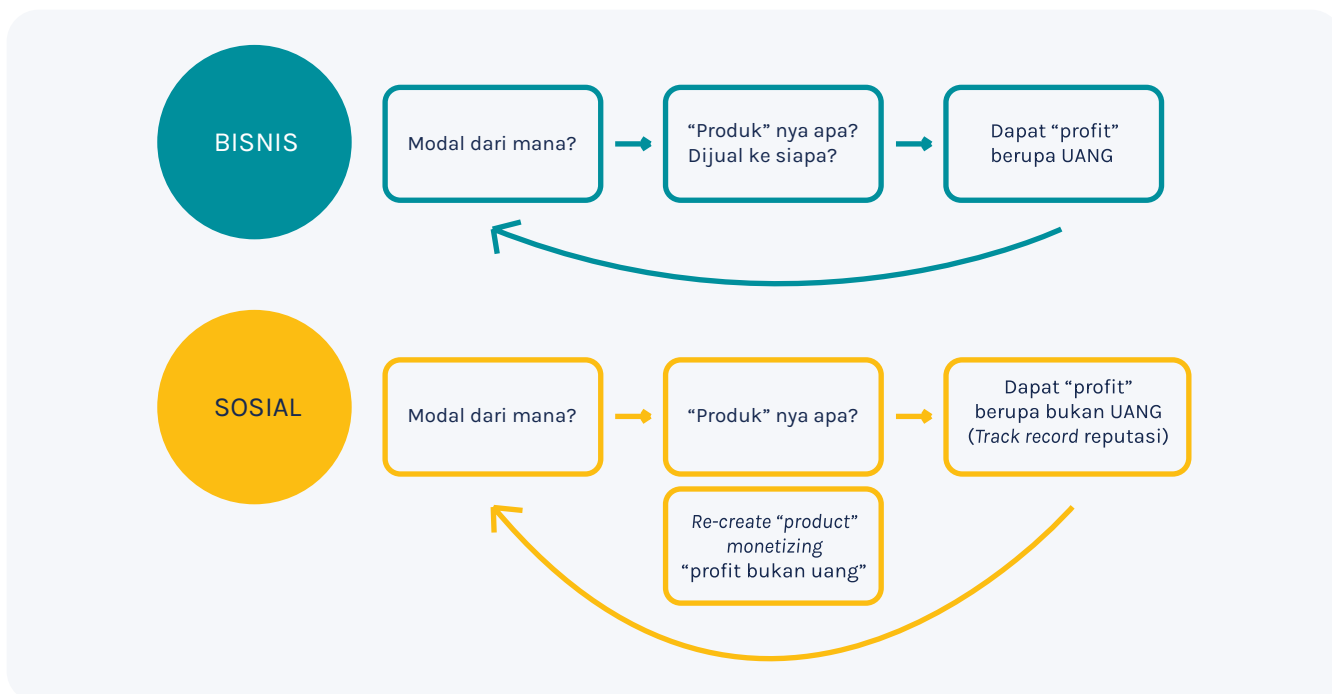 BISNIS
Modal dari mana?
“Produk” nya apa?
Dijual ke siapa?
Dapat “profit”
berupa UANG
SOSIAL
Modal dari mana?
“Produk” nya apa?
Dapat “profit”
berupa bukan UANG
(Track record reputasi)
Re-create “product”
monetizing
“profit bukan uang”